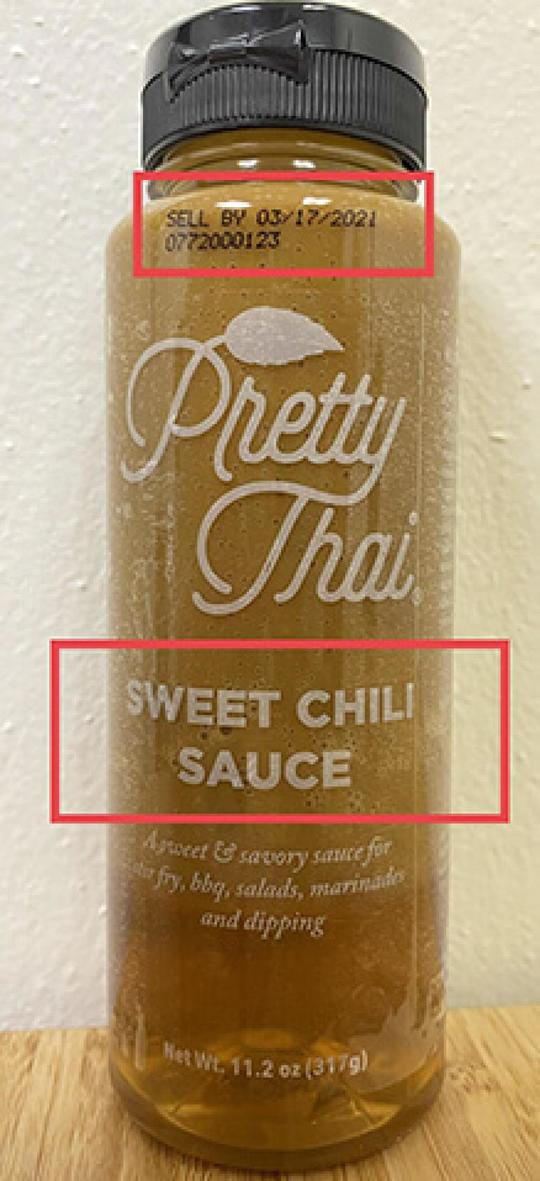 SELL BY 03/17/2021
0772000123
Pretty
Thai
SWEET CHILI
SAUCE
A sweet & savory sauce for
fry, bbq, salads, marinades
and dipping
Net Wt. 11.2 oz (317g)